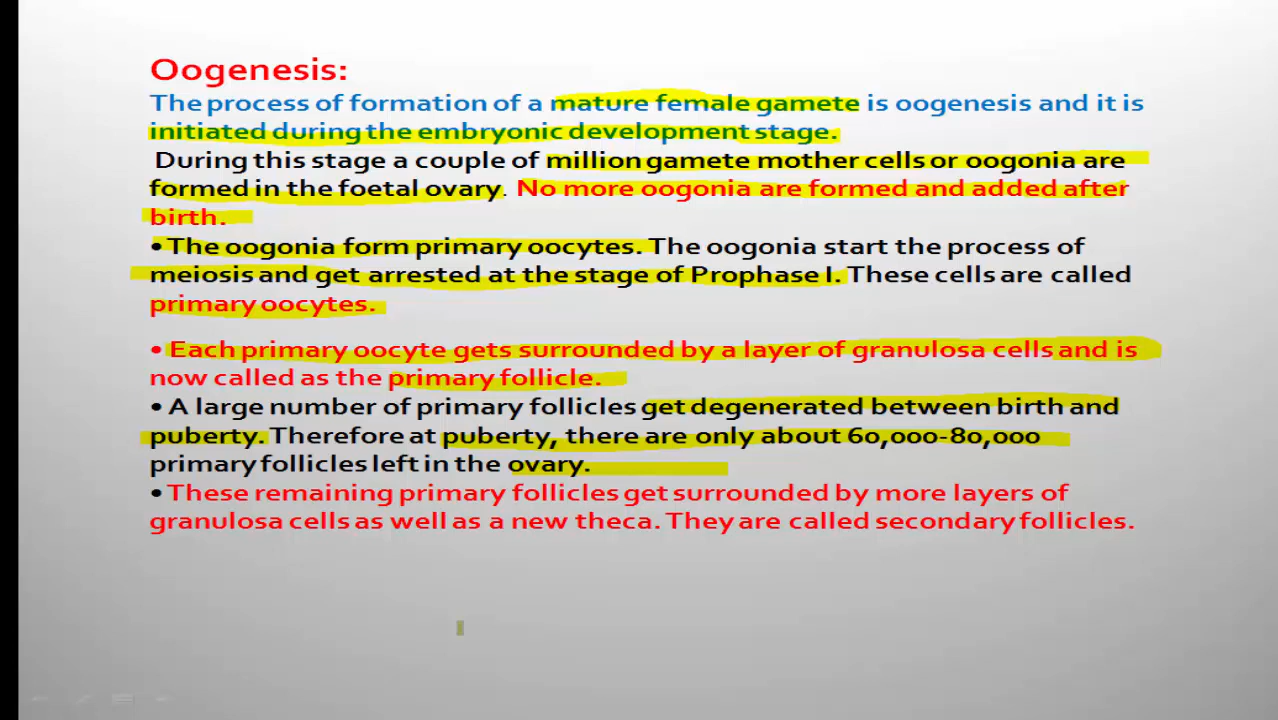 Oogenesis:
The process of formation of a mature female gamete is oogenesis and it is
initiated during the embryonic development stage.
During this stage a couple of million gamete mother cells or oogonia are
formed in the foetal ovary. No more oogonia are formed and added after
birth.
•The oogonia form primary oocytes. The oogonia start the process of
meiosis and get arrested at the stage of Prophase I. These cells are called
primary oocytes.
• Each primary oocyte gets surrounded by a layer of granulosa cells and is
now called as the primary follicle.
• A large number of primary follicles get degenerated between birth and
puberty. Therefore at puberty, there are only about 60,000-80,000
primary follicles left in the ovary.
• These remaining primary follicles get surrounded by more layers of
granulosa cells as well as a new theca. They are called secondary follicles.